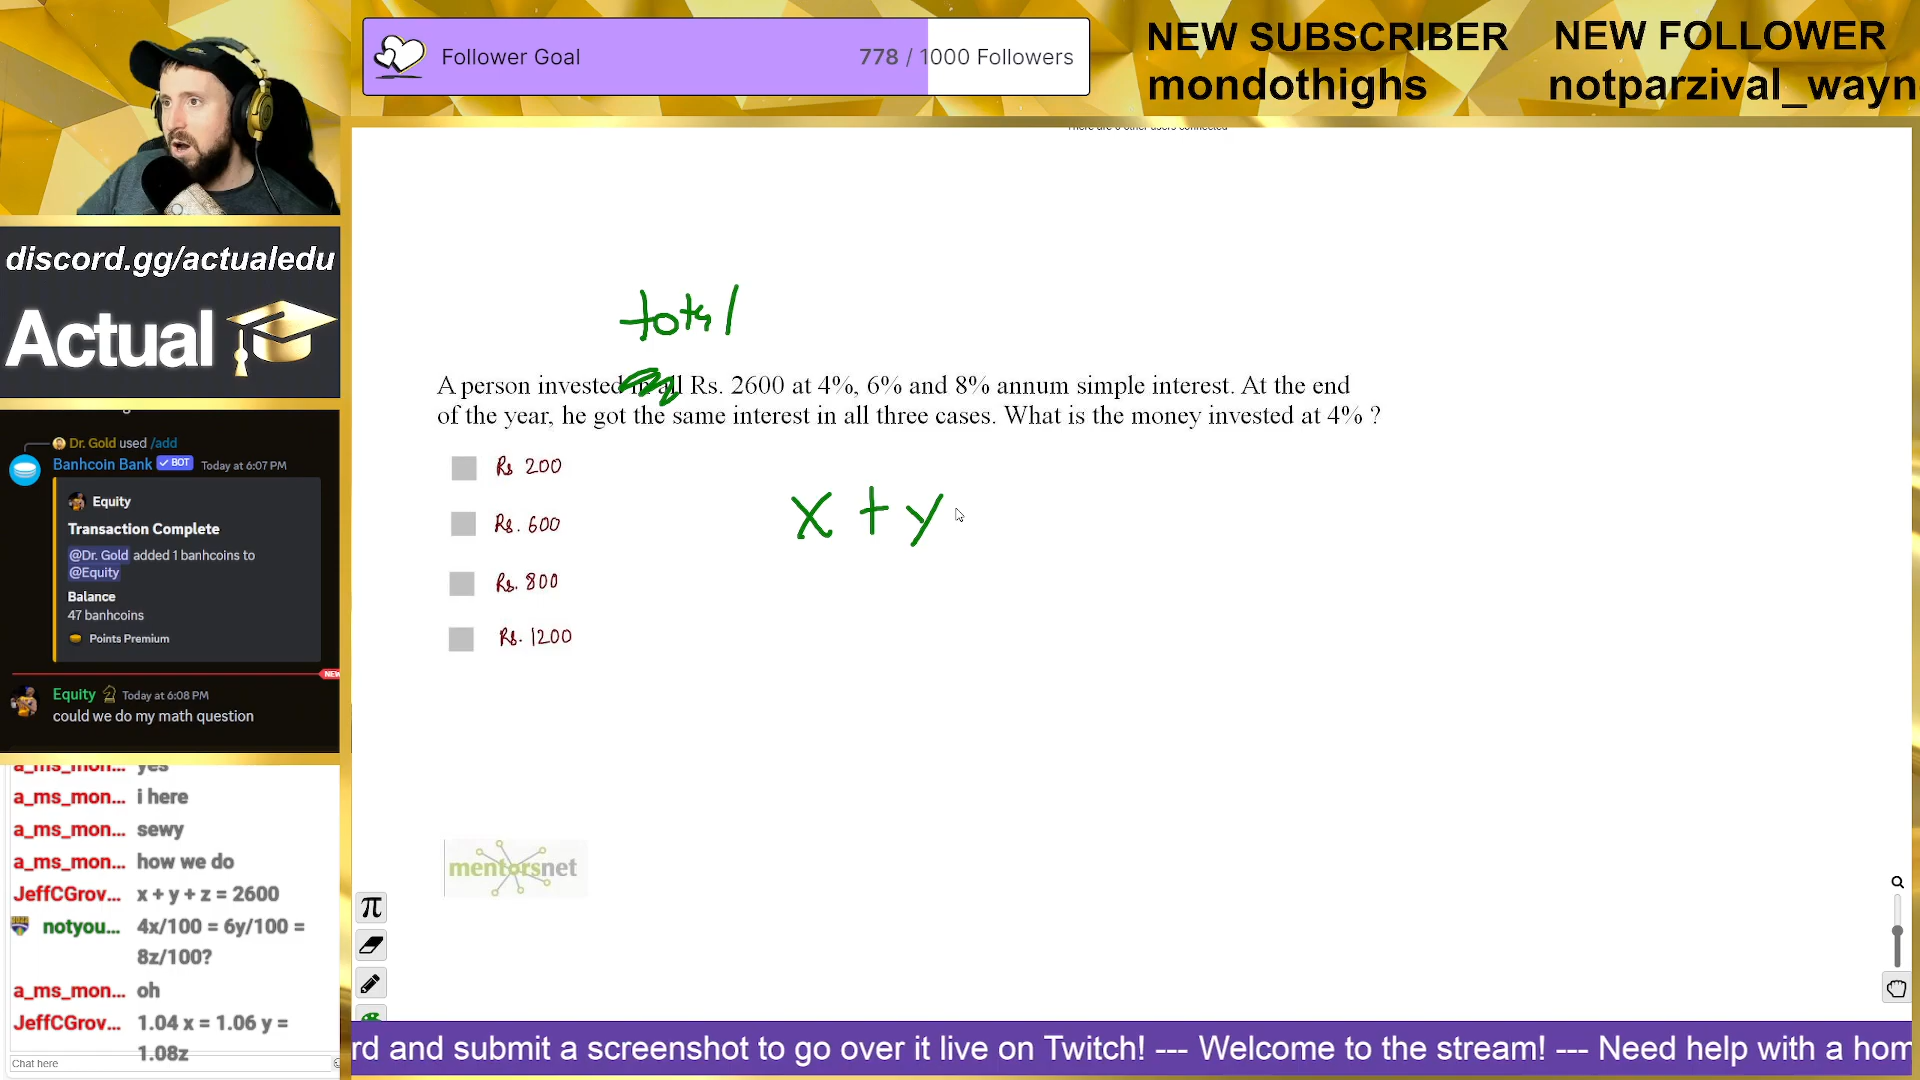 Follower Goal
778 / 1000 Followers
NEW SUBSCRIBER
mondothighs
NEW FOLLOWER
notparzival_wayn
discord.gg/actualedu
Actual
Dr. Gold used /add
Banhcoin Bank BOT Today at 6:07 PM
Equity
Transaction Complete
@Dr. Gold added 1 banhcoins to
@Equity
Balance
47 banhcoins
Points Premium
NEW
Equity Today at 6:08 PM
could we do my math question
a_ms_mon... yes
a_ms_mon... i here
a_ms_mon... sewy
a_ms_mon... how we do
JeffCGrov... x + y + z = 2600
notyou... 4x/100 = 6y/100 =
8z/100?
a_ms_mon... oh
JeffCGrov... 1.04 x = 1.06 y =
1.08z
Chat here
total
A person invested in all Rs. 2600 at 4%, 6% and 8% annum simple interest. At the end
of the year, he got the same interest in all three cases. What is the money invested at 4% ?
Rs 200
Rs. 600
Rs. 800
Rs. 1200
x + y
mentorsnet
π
rd and submit a screenshot to go over it live on Twitch! --- Welcome to the stream! --- Need help with a hom